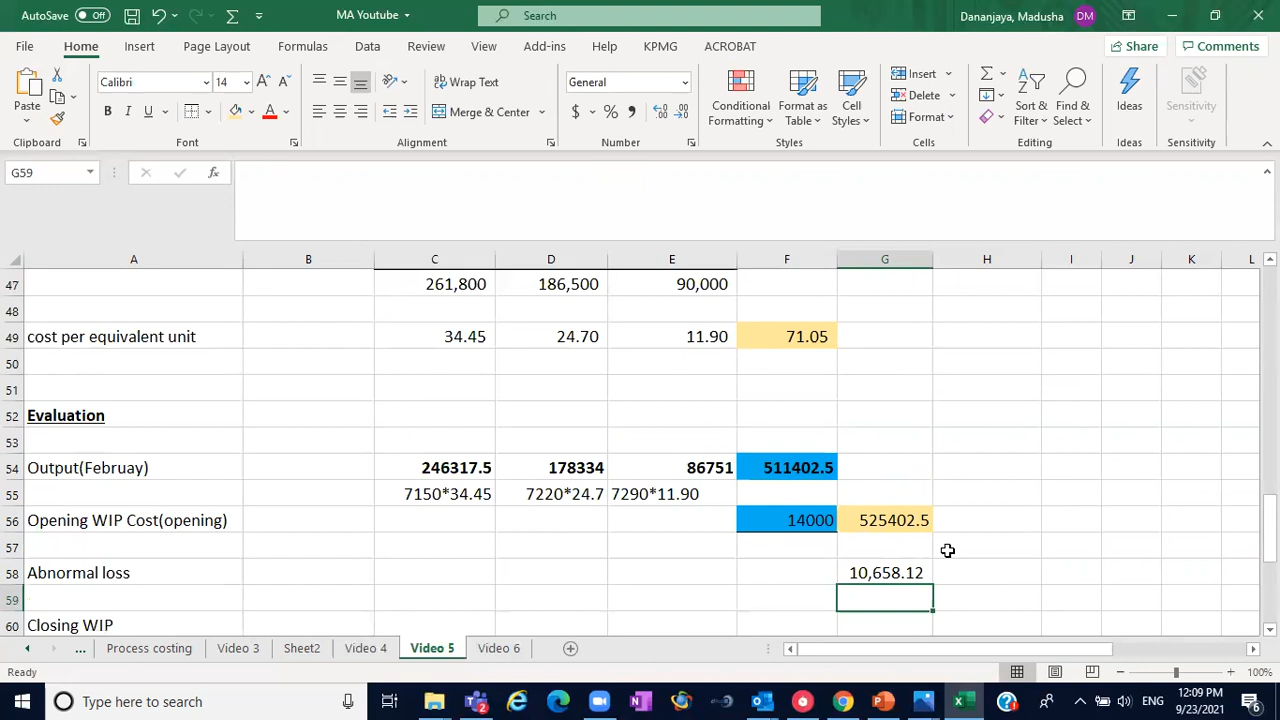 AutoSave Off
MA Youtube
Search
Dananjaya, Madusha DM
File Home Insert Page Layout Formulas Data Review View Add-ins Help KPMG ACROBAT Share Comments
Paste
Calibri 14
B I U
Wrap Text
Merge & Center
General
$ % ,
Conditional Formatting
Format as Table
Cell Styles
Insert
Delete
Format
Sort & Filter
Find & Select
Ideas
Sensitivity
Clipboard Font Alignment Number Styles Cells Editing Ideas Sensitivity
G59 fx
A B C D E F G H I J K L
47 261,800 186,500 90,000
48
49 cost per equivalent unit 34.45 24.70 11.90 71.05
50
51
52 Evaluation
53
54 Output(Februay) 246317.5 178334 86751 511402.5
55 7150*34.45 7220*24.7 7290*11.90
56 Opening WIP Cost(opening) 14000 525402.5
57
58 Abnormal loss 10,658.12
59
60 Closing WIP
... Process costing Video 3 Sheet2 Video 4 Video 5 Video 6
Ready 100%
Type here to search
ENG
12:09 PM
9/23/2021
6